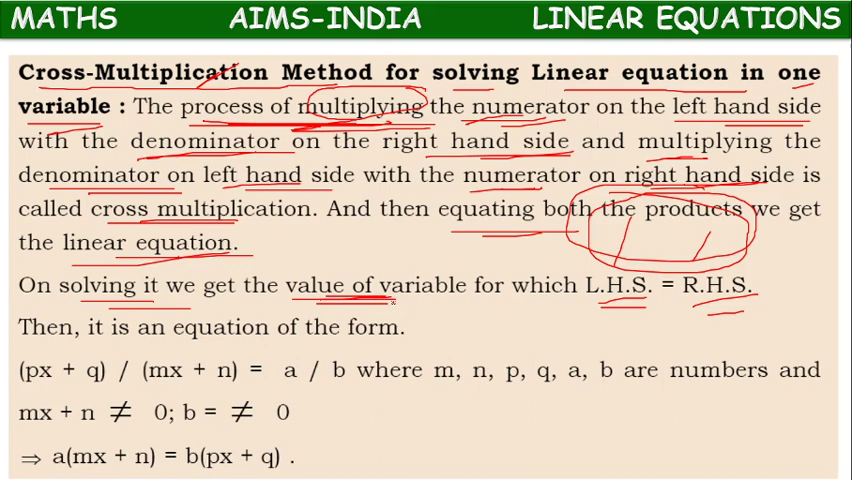 MATHS AIMS-INDIA LINEAR EQUATIONS
Cross-Multiplication Method for solving Linear equation in one
variable : The process of multiplying the numerator on the left hand side
with the denominator on the right hand side and multiplying the
denominator on left hand side with the numerator on right hand side is
called cross multiplication. And then equating both the products we get
the linear equation.
On solving it we get the value of variable for which L.H.S. = R.H.S.
Then, it is an equation of the form.
(px + q) / (mx + n) = a / b where m, n, p, q, a, b are numbers and
mx + n ≠ 0; b = ≠ 0
⇒ a(mx + n) = b(px + q) .